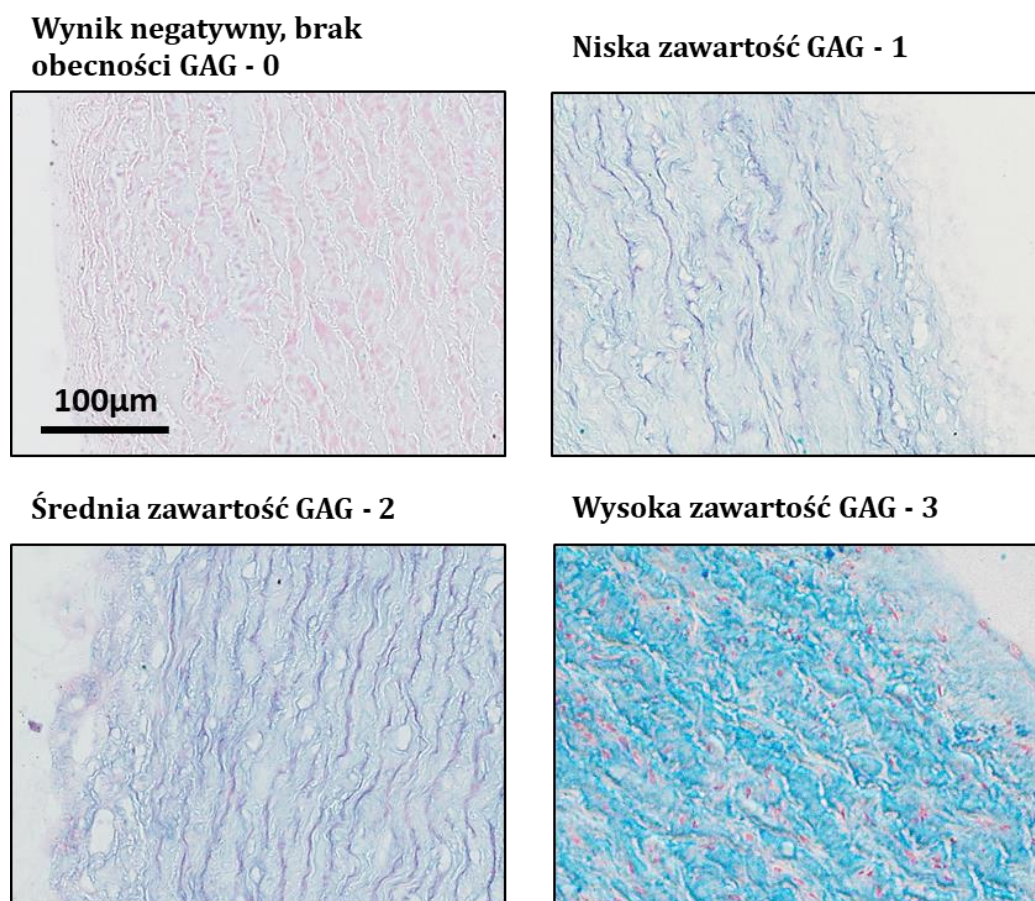 Wynik negatywny, brak
obecności GAG - 0
Niska zawartość GAG - 1
100µm
Średnia zawartość GAG - 2
Wysoka zawartość GAG - 3